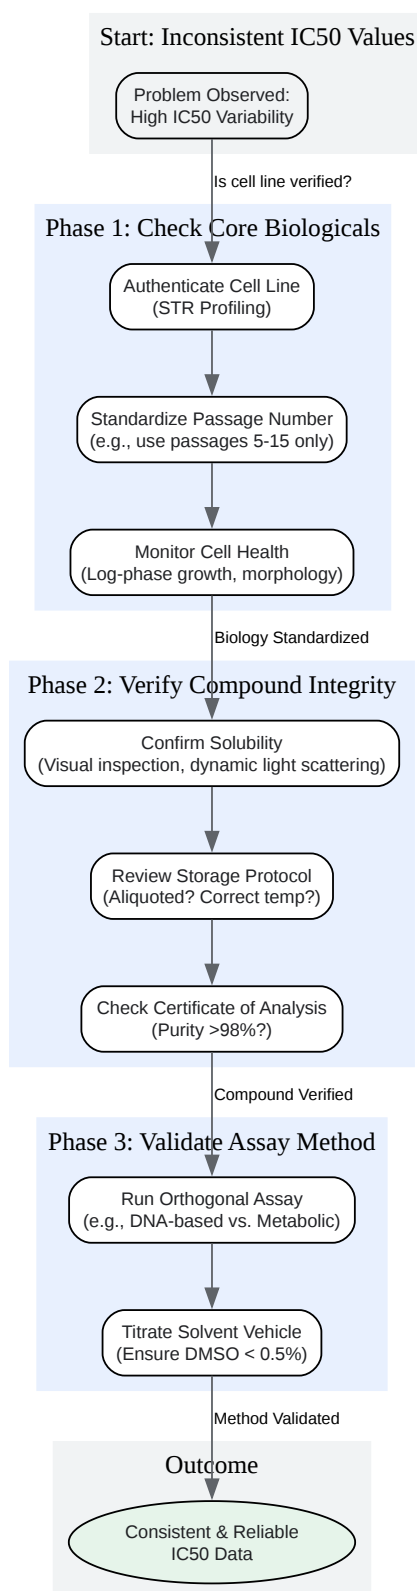 Start: Inconsistent IC50 Values
Problem Observed:
High IC50 Variability
Is cell line verified?
Phase 1: Check Core Biologicals
Authenticate Cell Line
(STR Profiling)
Standardize Passage Number
(e.g., use passages 5-15 only)
Monitor Cell Health
(Log-phase growth, morphology)
Biology Standardized
Phase 2: Verify Compound Integrity
Confirm Solubility
(Visual inspection, dynamic light scattering)
Review Storage Protocol
(Aliquoted? Correct temp?)
Check Certificate of Analysis
(Purity >98%?)
Compound Verified
Phase 3: Validate Assay Method
Run Orthogonal Assay
(e.g., DNA-based vs. Metabolic)
Titrate Solvent Vehicle
(Ensure DMSO < 0.5%)
Method Validated
Outcome
Consistent & Reliable
IC50 Data